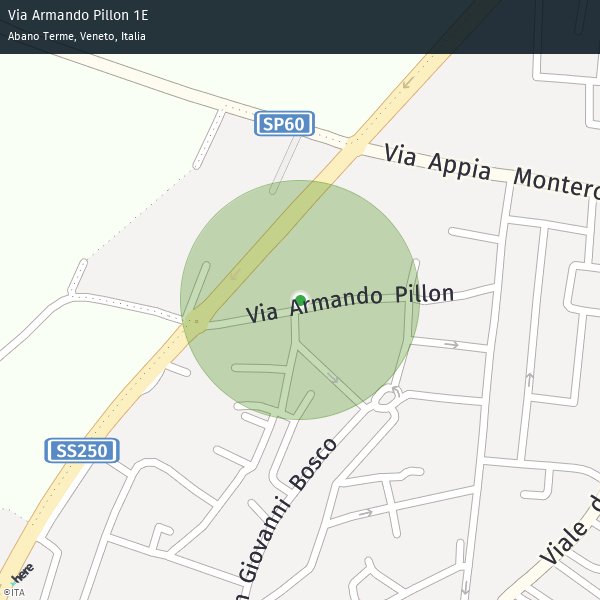 Via Armando Pillon 1E
Abano Terme, Veneto, Italia
SP60
Via Appia Montero
Via Armando Pillon
SS250
n Giovanni Bosco
Viale d
here
©ITA